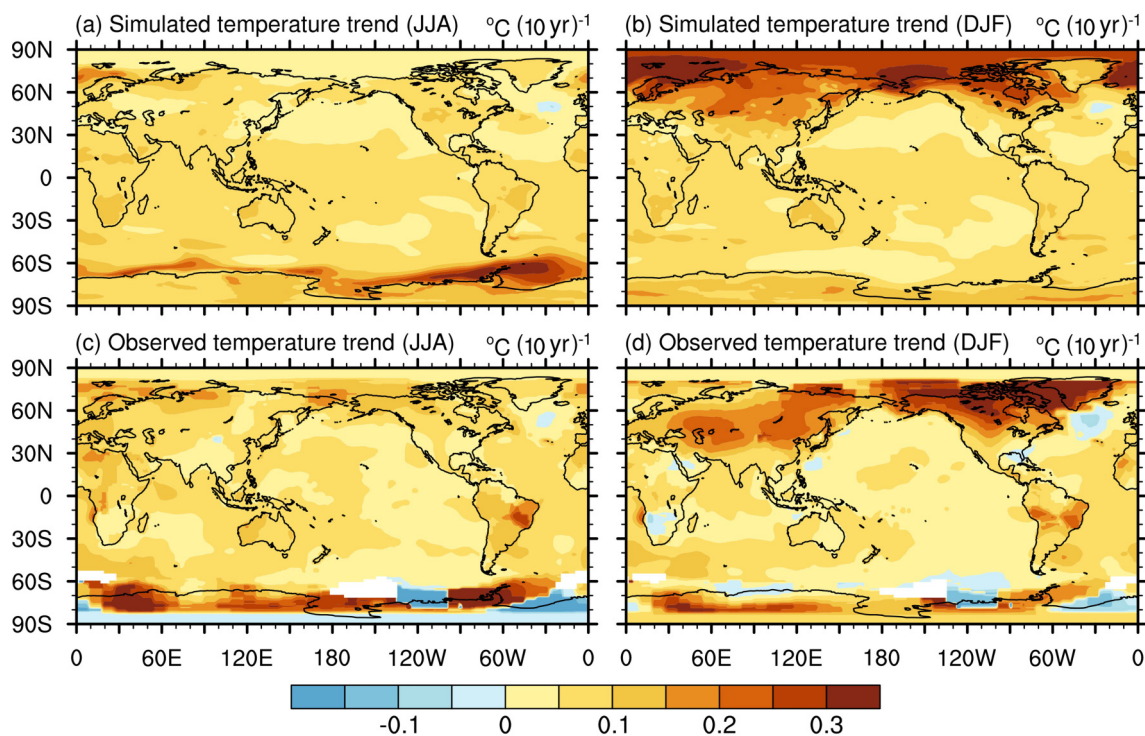 (a) Simulated temperature trend (JJA) °C (10 yr)⁻¹
(b) Simulated temperature trend (DJF) °C (10 yr)⁻¹
90N
60N
30N
0
30S
60S
90S
(c) Observed temperature trend (JJA) °C (10 yr)⁻¹
(d) Observed temperature trend (DJF) °C (10 yr)⁻¹
90N
60N
30N
0
30S
60S
90S
0 60E 120E 180 120W 60W 0
0 60E 120E 180 120W 60W 0
-0.1 0 0.1 0.2 0.3